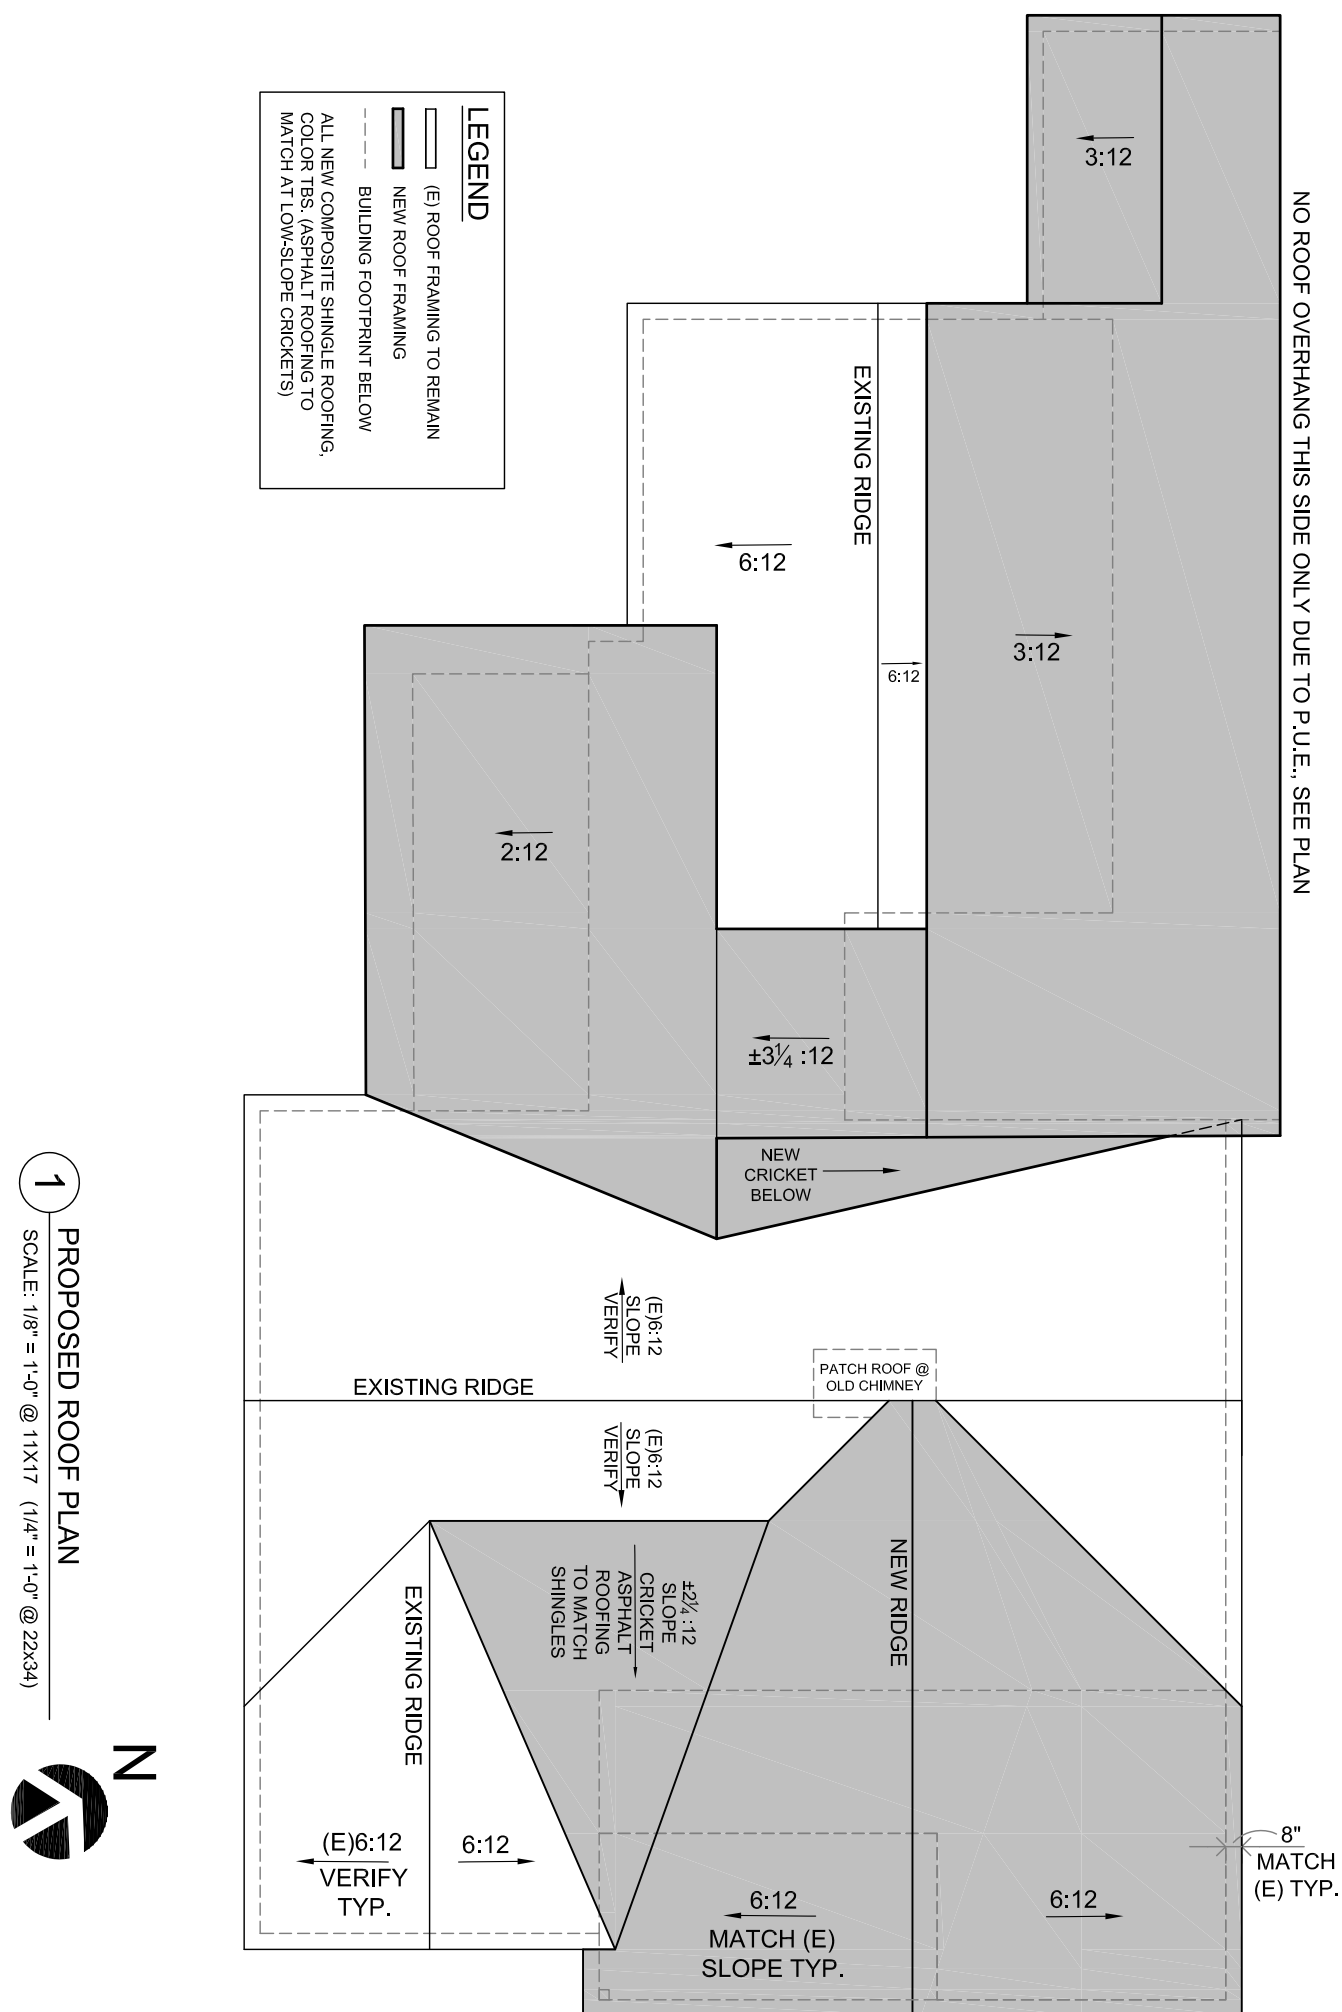 NO ROOF OVERHANG THIS SIDE ONLY DUE TO P.U.E., SEE PLAN
3:12
LEGEND
(E) ROOF FRAMING TO REMAIN
NEW ROOF FRAMING
BUILDING FOOTPRINT BELOW
ALL NEW COMPOSITE SHINGLE ROOFING,
COLOR TBS. (ASPHALT ROOFING TO
MATCH AT LOW-SLOPE CRICKETS)
EXISTING RIDGE
6:12
3:12
6:12
2:12
±3¼ :12
NEW
CRICKET
BELOW
(E)6:12
SLOPE
VERIFY
PATCH ROOF @
OLD CHIMNEY
EXISTING RIDGE
(E)6:12
SLOPE
VERIFY
±2¼ :12
SLOPE
CRICKET
ASPHALT
ROOFING
TO MATCH
SHINGLES
NEW RIDGE
EXISTING RIDGE
(E)6:12
VERIFY
TYP.
6:12
6:12
MATCH (E)
SLOPE TYP.
6:12
8"
MATCH
(E) TYP.
1
PROPOSED ROOF PLAN
SCALE: 1/8" = 1'-0" @ 11X17 (1/4" = 1'-0" @ 22x34)
N